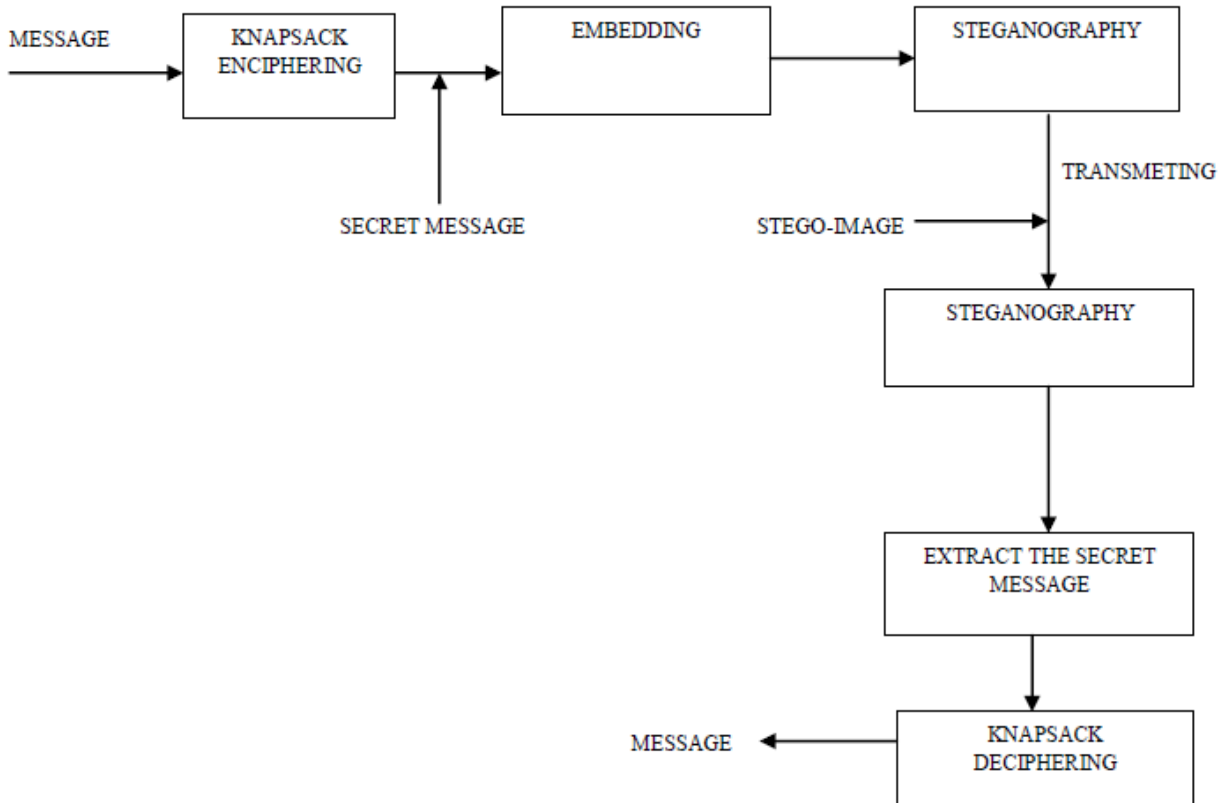 MESSAGE
KNAPSACK
ENCIPHERING
EMBEDDING
STEGANOGRAPHY
SECRET MESSAGE
TRANSMETING
STEGO-IMAGE
STEGANOGRAPHY
EXTRACT THE SECRET
MESSAGE
KNAPSACK
DECIPHERING
MESSAGE